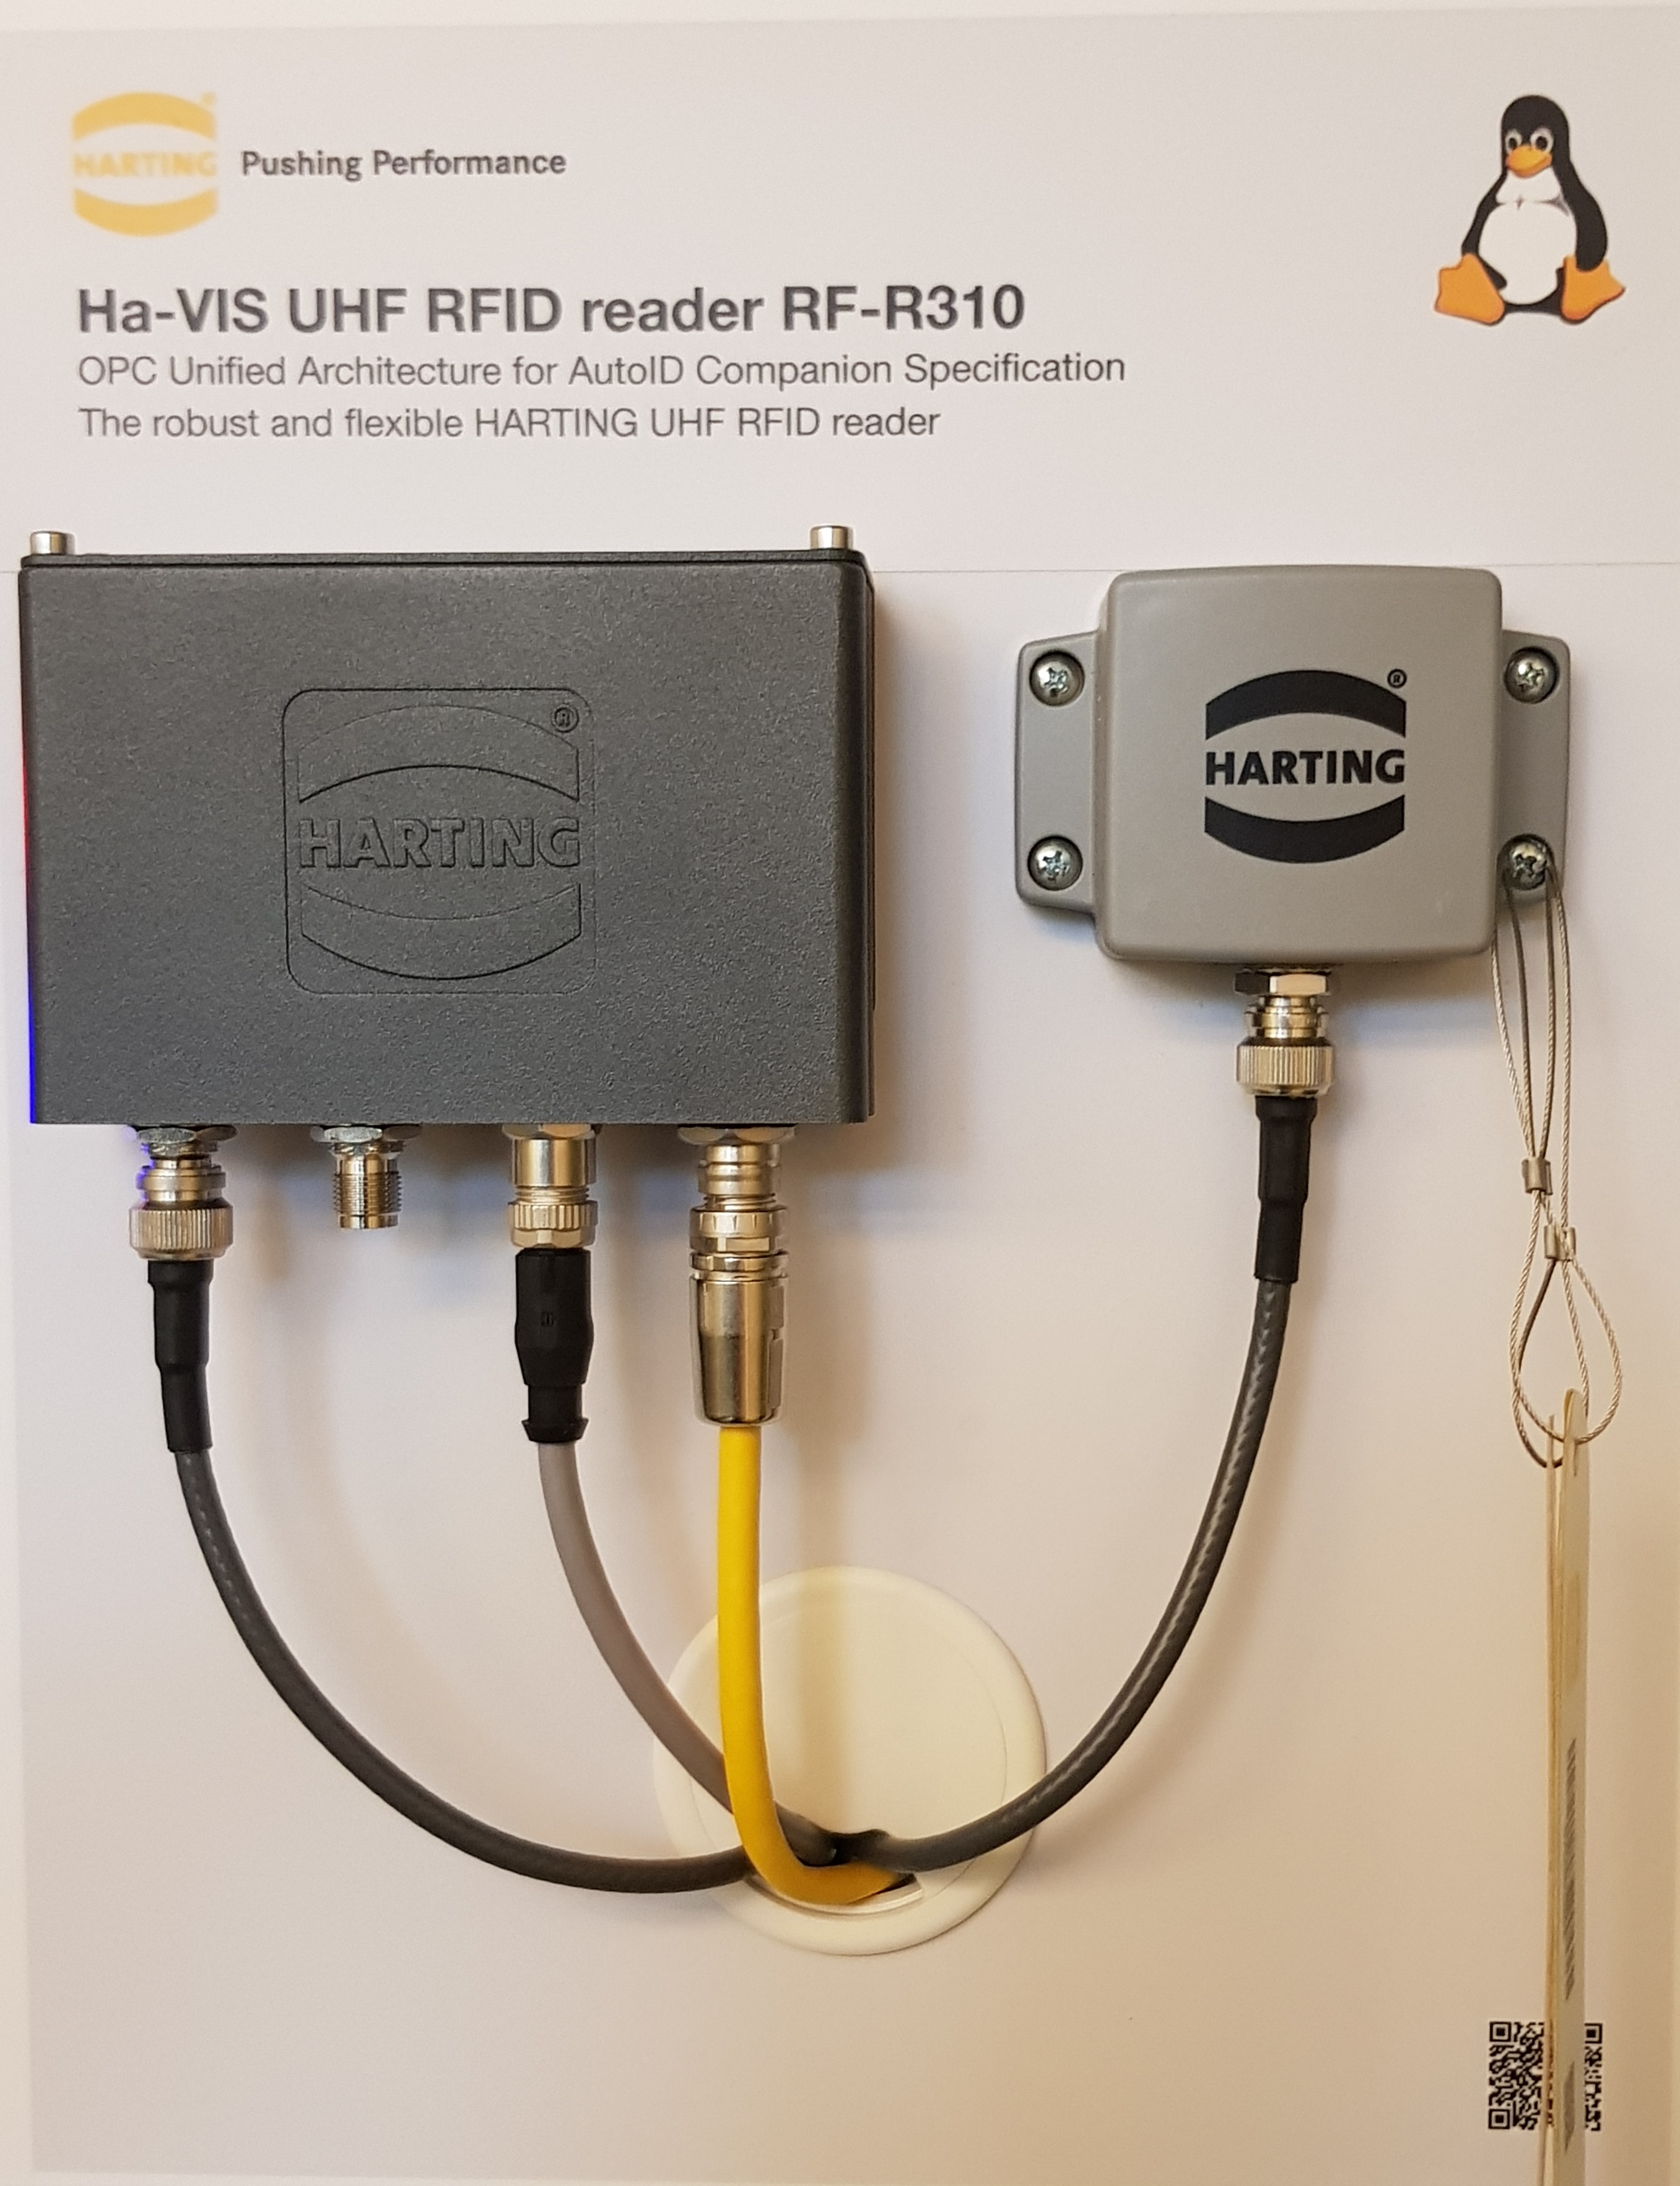 HARTING®
Pushing Performance
Ha-VIS UHF RFID reader RF-R310
OPC Unified Architecture for AutoID Companion Specification
The robust and flexible HARTING UHF RFID reader
HARTING®
HARTING®